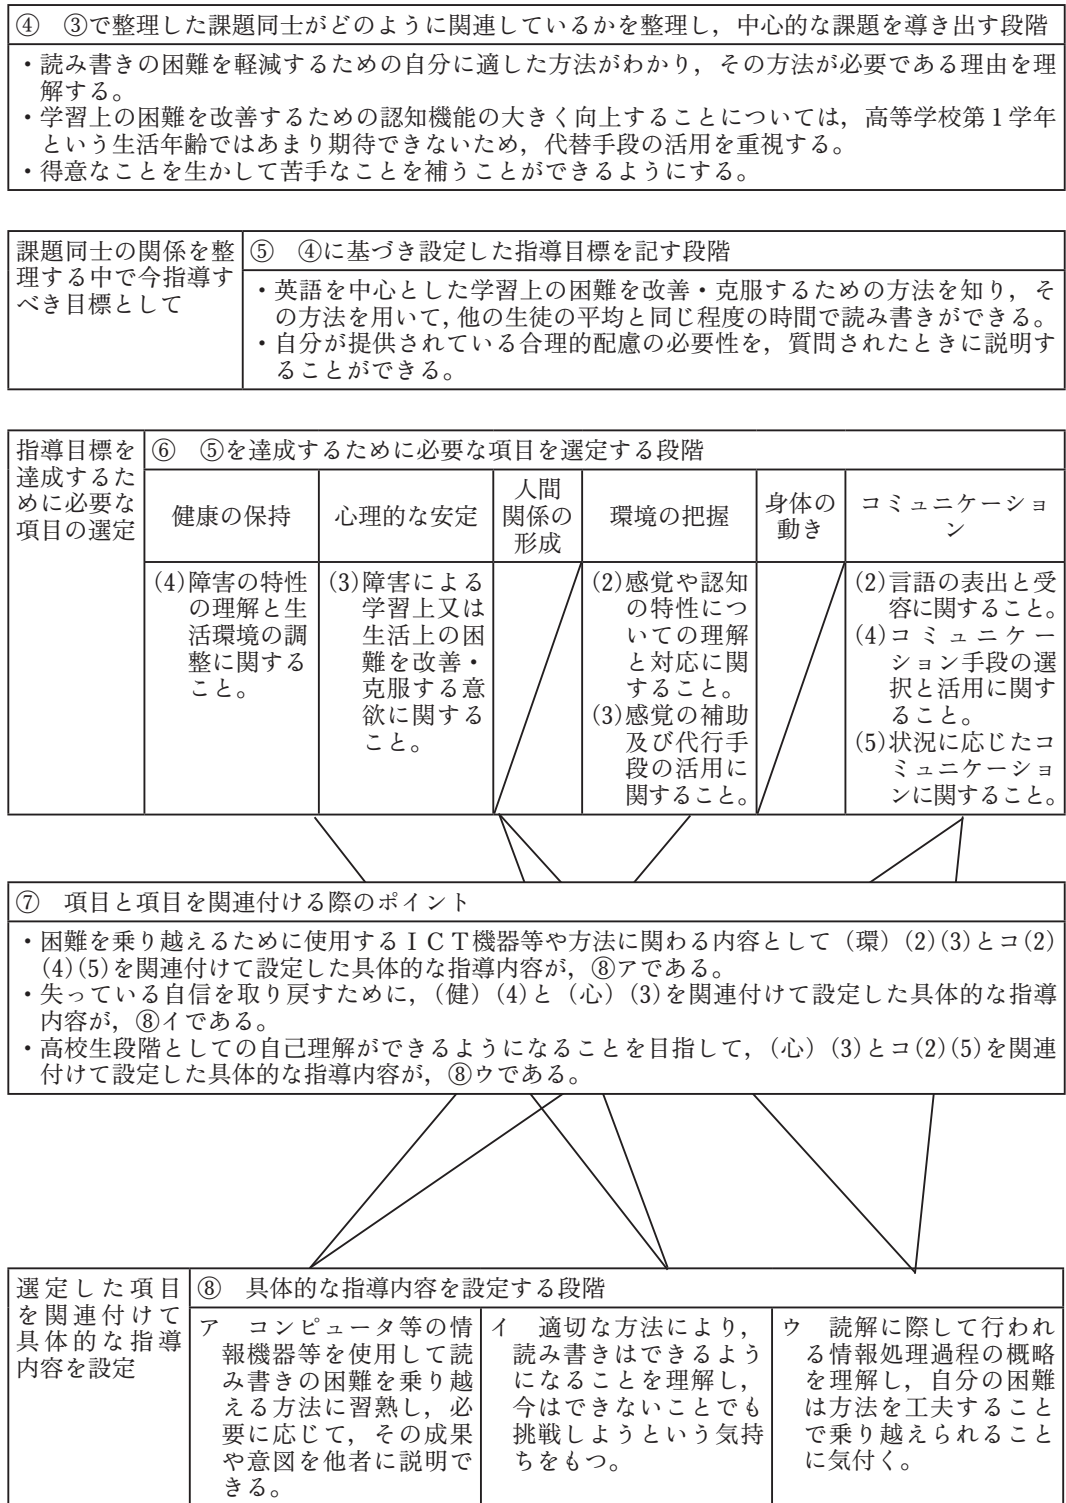 ④　③で整理した課題同士がどのように関連しているかを整理し，中心的な課題を導き出す段階
・読み書きの困難を軽減するための自分に適した方法がわかり，その方法が必要である理由を理
解する。
・学習上の困難を改善するための認知機能の大きく向上することについては，高等学校第１学年
という生活年齢ではあまり期待できないため，代替手段の活用を重視する。
・得意なことを生かして苦手なことを補うことができるようにする。
課題同士の関係を整
理する中で今指導す
べき目標として
⑤　④に基づき設定した指導目標を記す段階
・英語を中心とした学習上の困難を改善・克服するための方法を知り，そ
の方法を用いて，他の生徒の平均と同じ程度の時間で読み書きができる。
・自分が提供されている合理的配慮の必要性を，質問されたときに説明す
ることができる。
指導目標を
達成するた
めに必要な
項目の選定
⑥　⑤を達成するために必要な項目を選定する段階
健康の保持
心理的な安定
人間
関係の
形成
環境の把握
身体の
動き
コミュニケーショ
ン
(4)障害の特性
の理解と生
活環境の調
整に関する
こと。
(3)障害による
学習上又は
生活上の困
難を改善・
克服する意
欲に関する
こと。
(2)感覚や認知
の特性につ
いての理解
と対応に関
すること。
(3)感覚の補助
及び代行手
段の活用に
関すること。
(2)言語の表出と受
容に関すること。
(4)コミュニケー
ション手段の選
択と活用に関す
ること。
(5)状況に応じたコ
ミュニケーショ
ンに関すること。
⑦　項目と項目を関連付ける際のポイント
・困難を乗り越えるために使用するＩＣＴ機器等や方法に関わる内容として（環）(2)(3)とコ(2)
(4)(5)を関連付けて設定した具体的な指導内容が，⑧アである。
・失っている自信を取り戻すために，（健）(4)と（心）(3)を関連付けて設定した具体的な指導
内容が，⑧イである。
・高校生段階としての自己理解ができるようになることを目指して，（心）(3)とコ(2)(5)を関連
付けて設定した具体的な指導内容が，⑧ウである。
選定した項目
を関連付けて
具体的な指導
内容を設定
⑧　具体的な指導内容を設定する段階
ア　コンピュータ等の情
報機器等を使用して読
み書きの困難を乗り越
える方法に習熟し，必
要に応じて，その成果
や意図を他者に説明で
きる。
イ　適切な方法により，
読み書きはできるよう
になることを理解し，
今はできないことでも
挑戦しようという気持
ちをもつ。
ウ　読解に際して行われ
る情報処理過程の概略
を理解し，自分の困難
は方法を工夫すること
で乗り越えられること
に気付く。